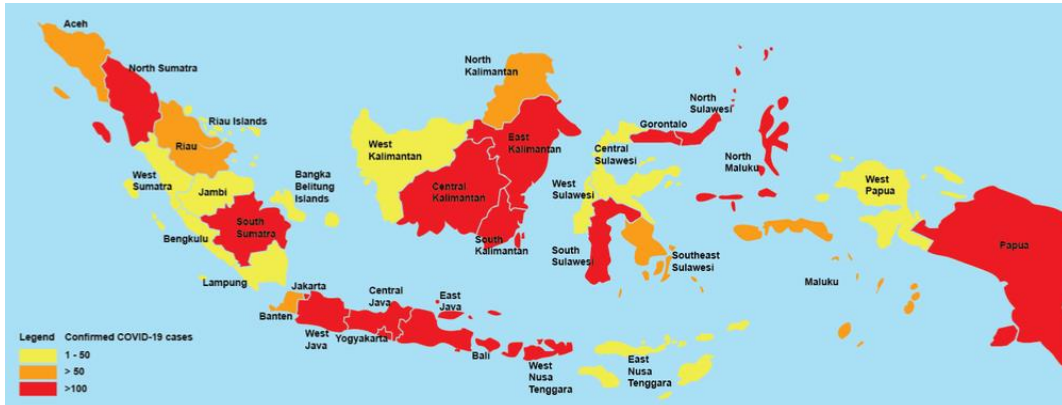 Aceh
North Sumatra
Riau Islands
Riau
West
Sumatra
Jambi
Bangka
Belitung
Islands
South
Sumatra
Bengkulu
Lampung
Jakarta
Banten
West
Java
Central
Java
Yogyakarta
East
Java
Bali
West
Nusa
Tenggara
East
Nusa
Tenggara
North
Kalimantan
West
Kalimantan
East
Kalimantan
Central
Kalimantan
South
Kalimantan
North
Sulawesi
Gorontalo
Central
Sulawesi
West
Sulawesi
South
Sulawesi
Southeast
Sulawesi
North
Maluku
Maluku
West
Papua
Papua
Legend Confirmed COVID-19 cases
1 - 50
> 50
>100